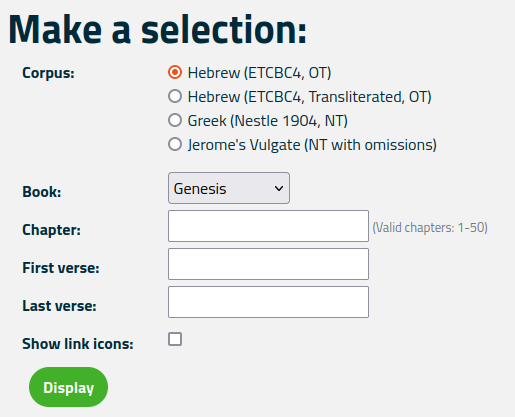 Make a selection:
Corpus: Hebrew (ETCBC4, OT)
Hebrew (ETCBC4, Transliterated, OT)
Greek (Nestle 1904, NT)
Jerome's Vulgate (NT with omissions)
Book: Genesis
Chapter: (Valid chapters: 1-50)
First verse:
Last verse:
Show link icons:
Display